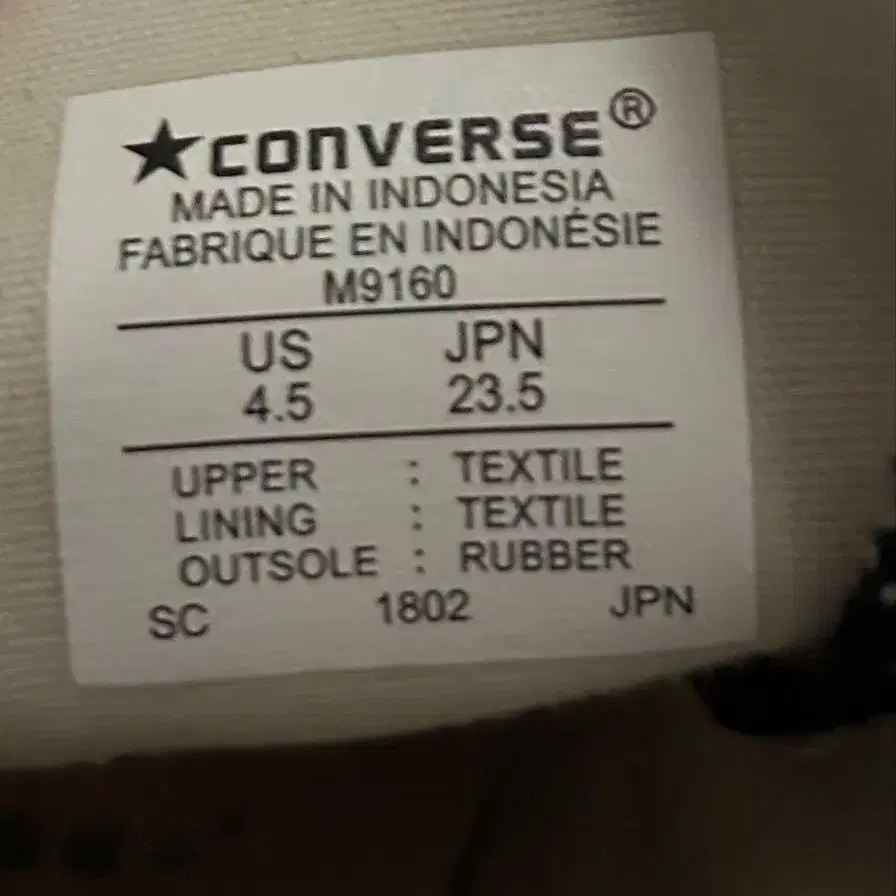 ★CONVERSE®
MADE IN INDONESIA
FABRIQUE EN INDONÉSIE
M9160
US JPN
4.5 23.5
UPPER : TEXTILE
LINING : TEXTILE
OUTSOLE : RUBBER
SC 1802 JPN